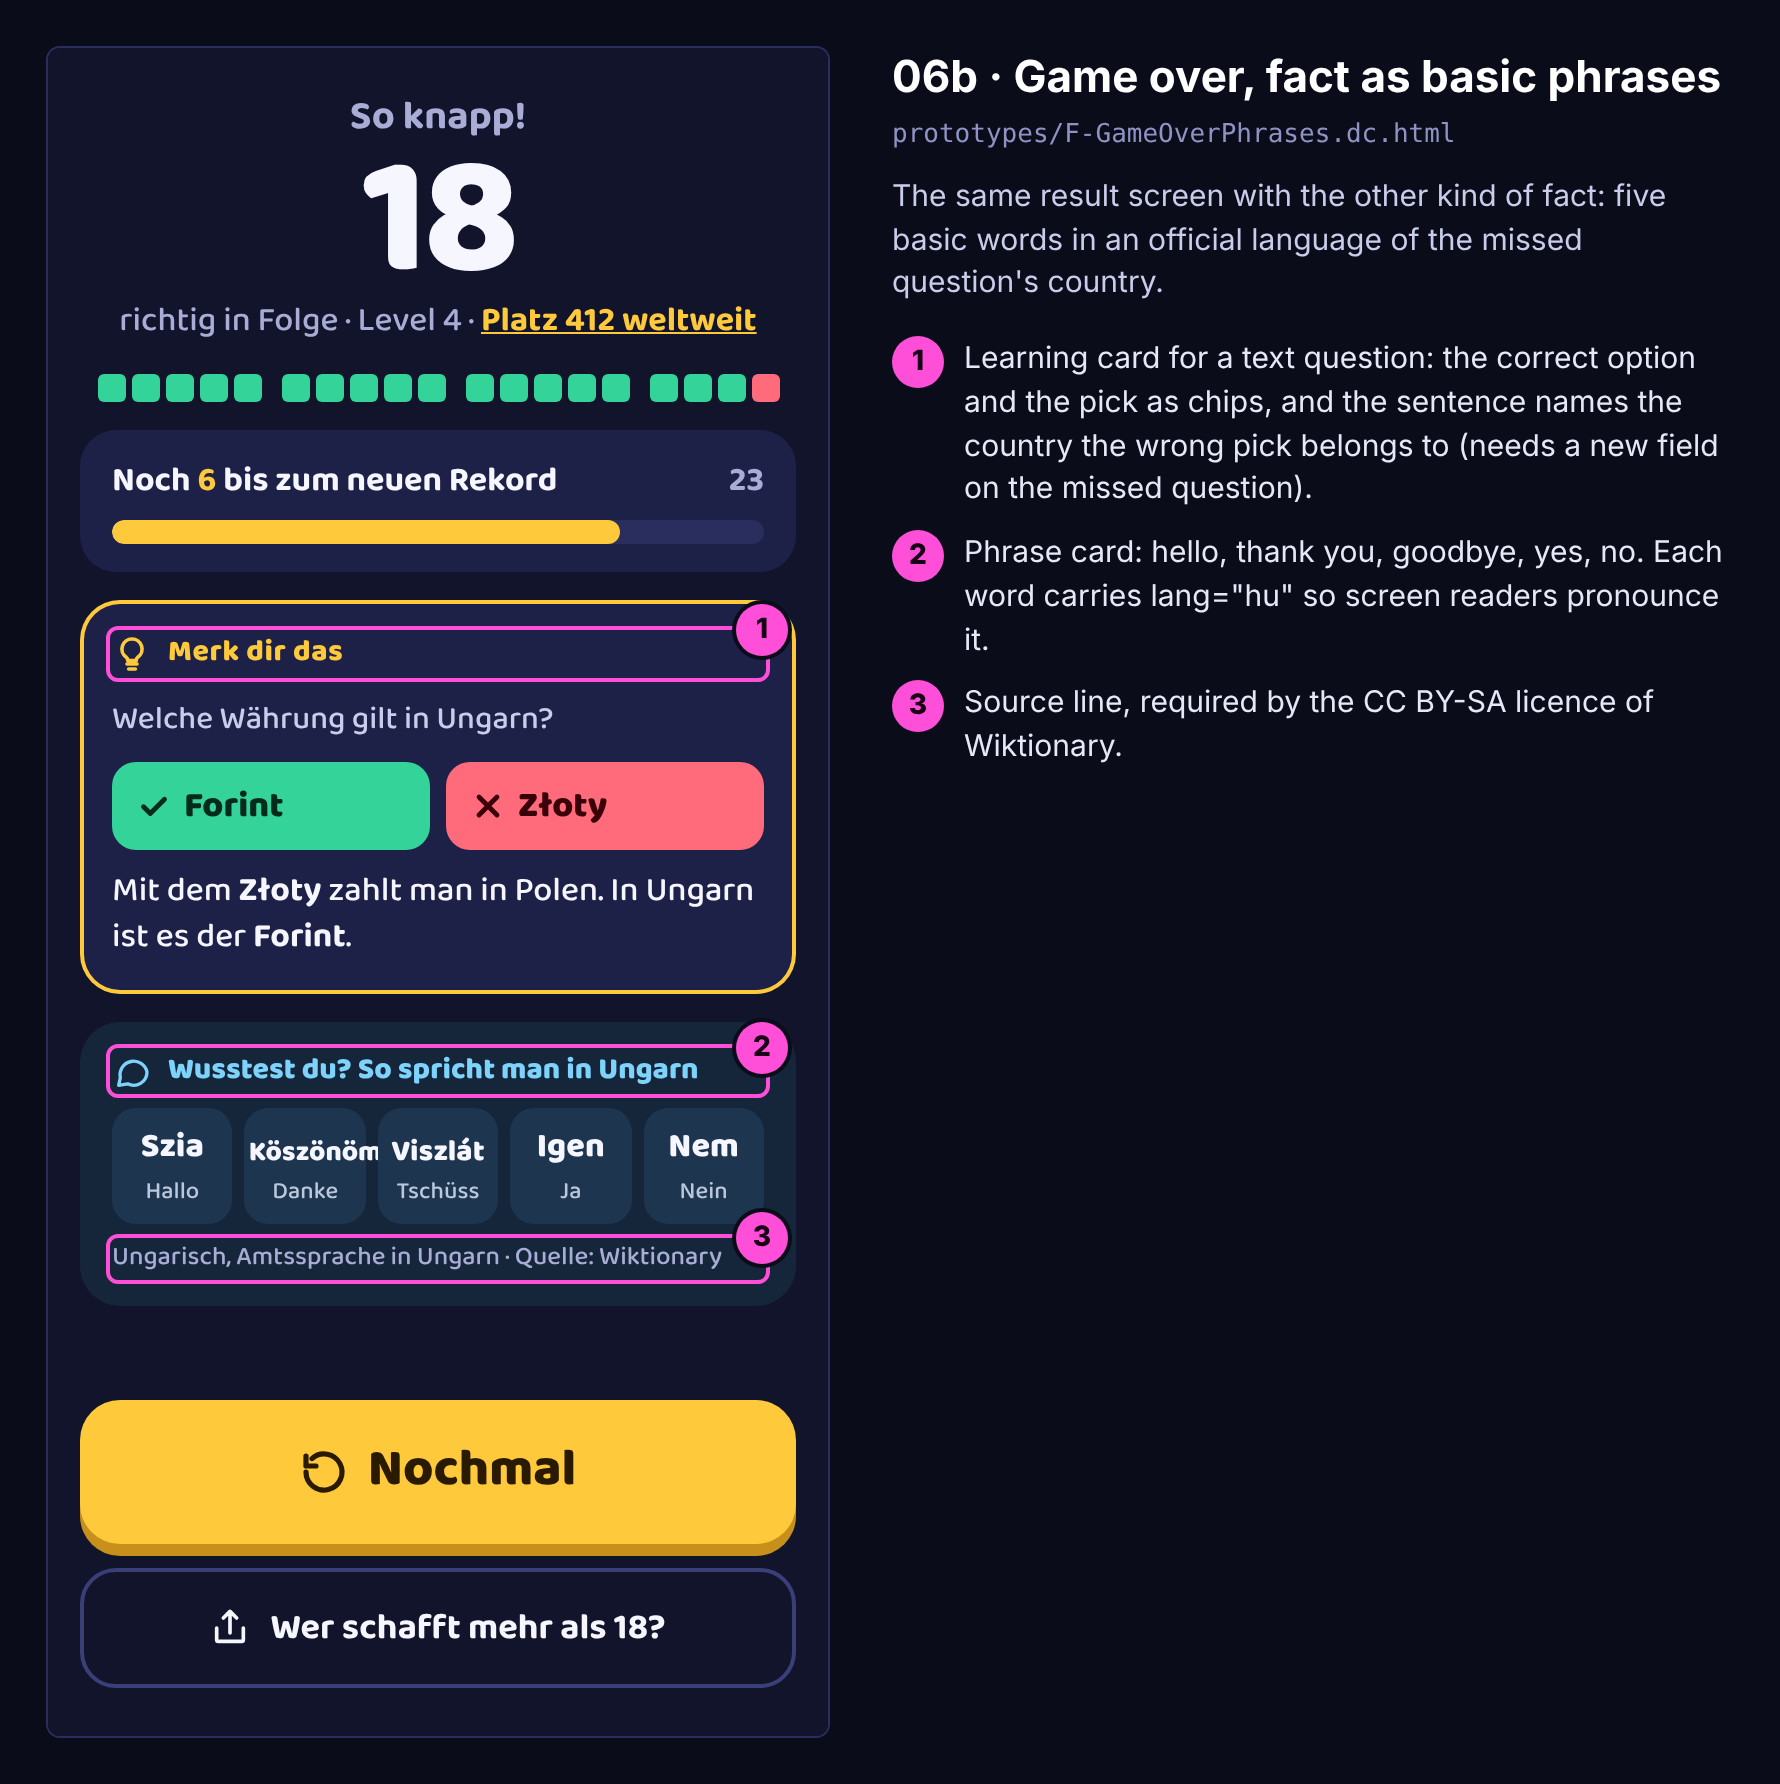 So knapp!
18
richtig in Folge · Level 4 · Platz 412 weltweit
Noch 6 bis zum neuen Rekord 23
1
Merk dir das
Welche Währung gilt in Ungarn?
Forint Złoty
Mit dem Złoty zahlt man in Polen. In Ungarn
ist es der Forint.
2
Wusstest du? So spricht man in Ungarn
Szia Köszönöm Viszlát Igen Nem
Hallo Danke Tschüss Ja Nein
3
Ungarisch, Amtssprache in Ungarn · Quelle: Wiktionary
Nochmal
Wer schafft mehr als 18?
06b · Game over, fact as basic phrases
prototypes/F-GameOverPhrases.dc.html
The same result screen with the other kind of fact: five
basic words in an official language of the missed
question's country.
1 Learning card for a text question: the correct option
and the pick as chips, and the sentence names the
country the wrong pick belongs to (needs a new field
on the missed question).
2 Phrase card: hello, thank you, goodbye, yes, no. Each
word carries lang="hu" so screen readers pronounce
it.
3 Source line, required by the CC BY-SA licence of
Wiktionary.